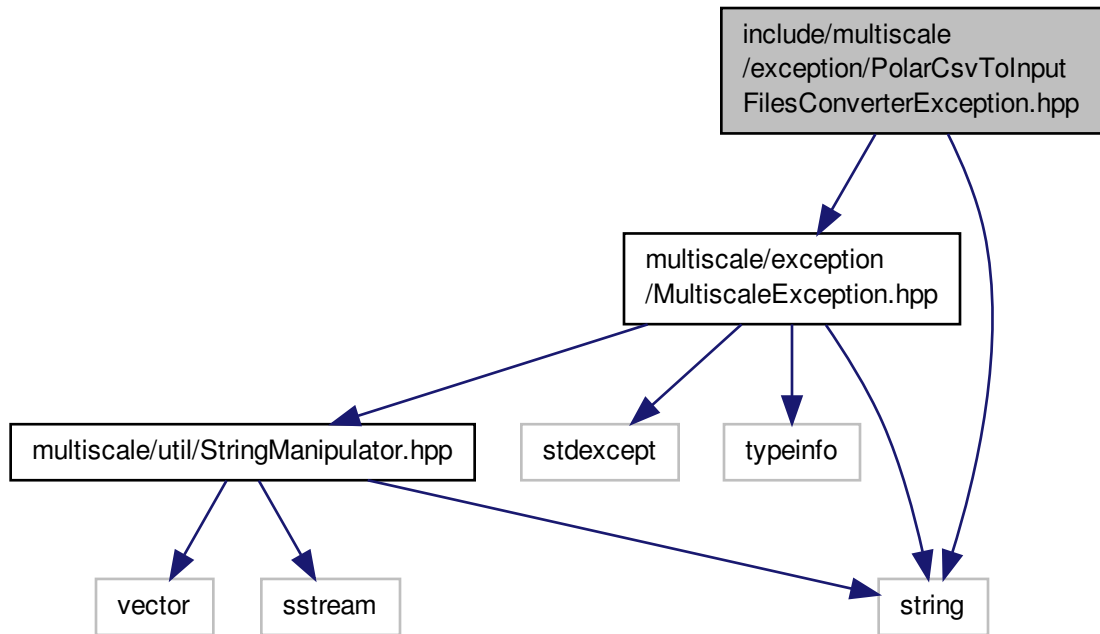 include/multiscale
/exception/PolarCsvToInput
FilesConverterException.hpp
multiscale/exception
/MultiscaleException.hpp
multiscale/util/StringManipulator.hpp
stdexcept
typeinfo
vector
sstream
string